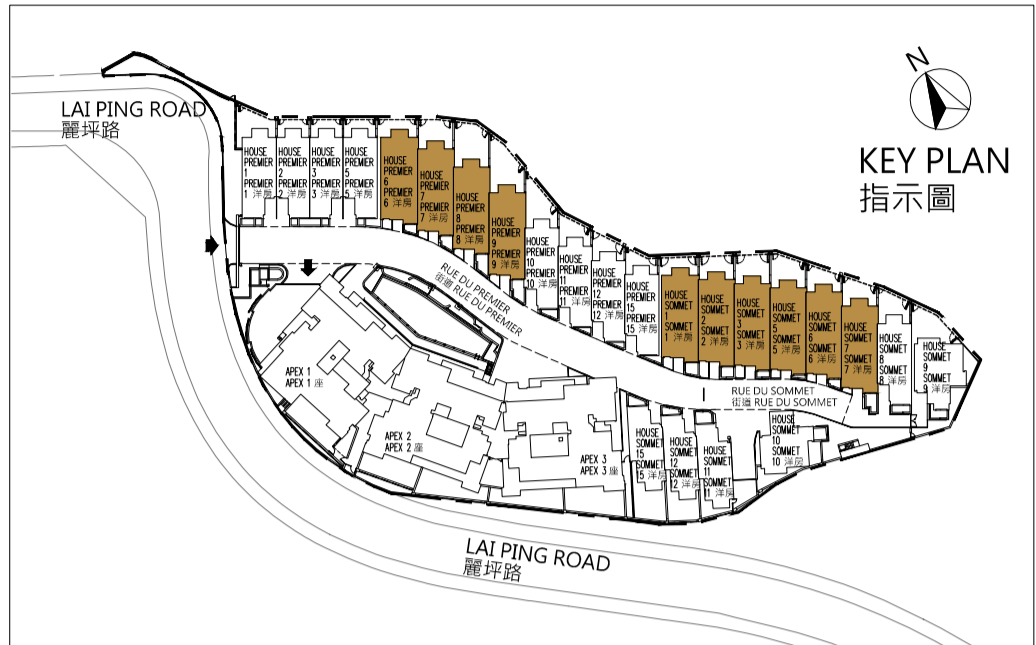 N
KEY PLAN
指示圖
LAI PING ROAD
麗坪路
HOUSE
PREMIER
1
PREMIER
1 洋房
HOUSE
PREMIER
2
PREMIER
2 洋房
HOUSE
PREMIER
3
PREMIER
3 洋房
HOUSE
PREMIER
5
PREMIER
5 洋房
HOUSE
PREMIER
6
PREMIER
6 洋房
HOUSE
PREMIER
7
PREMIER
7 洋房
HOUSE
PREMIER
8
PREMIER
8 洋房
HOUSE
PREMIER
9
PREMIER
9 洋房
HOUSE
PREMIER
10
PREMIER
10 洋房
HOUSE
PREMIER
11
PREMIER
11 洋房
HOUSE
PREMIER
12
PREMIER
12 洋房
HOUSE
PREMIER
15
PREMIER
15 洋房
HOUSE
SOMMET
1
SOMMET
1 洋房
HOUSE
SOMMET
2
SOMMET
2 洋房
HOUSE
SOMMET
3
SOMMET
3 洋房
HOUSE
SOMMET
5
SOMMET
5 洋房
HOUSE
SOMMET
6
SOMMET
6 洋房
HOUSE
SOMMET
7
SOMMET
7 洋房
HOUSE
SOMMET
8
SOMMET
8 洋房
HOUSE
SOMMET
9
SOMMET
9 洋房
RUE DU PREMIER
街道 RUE DU PREMIER
RUE DU SOMMET
街道 RUE DU SOMMET
APEX 1
APEX 1 座
APEX 2
APEX 2 座
APEX 3
APEX 3 座
HOUSE
SOMMET
15
SOMMET
15 洋房
HOUSE
SOMMET
12
SOMMET
12 洋房
HOUSE
SOMMET
11
SOMMET
11 洋房
HOUSE
SOMMET
10
SOMMET
10 洋房
LAI PING ROAD
麗坪路